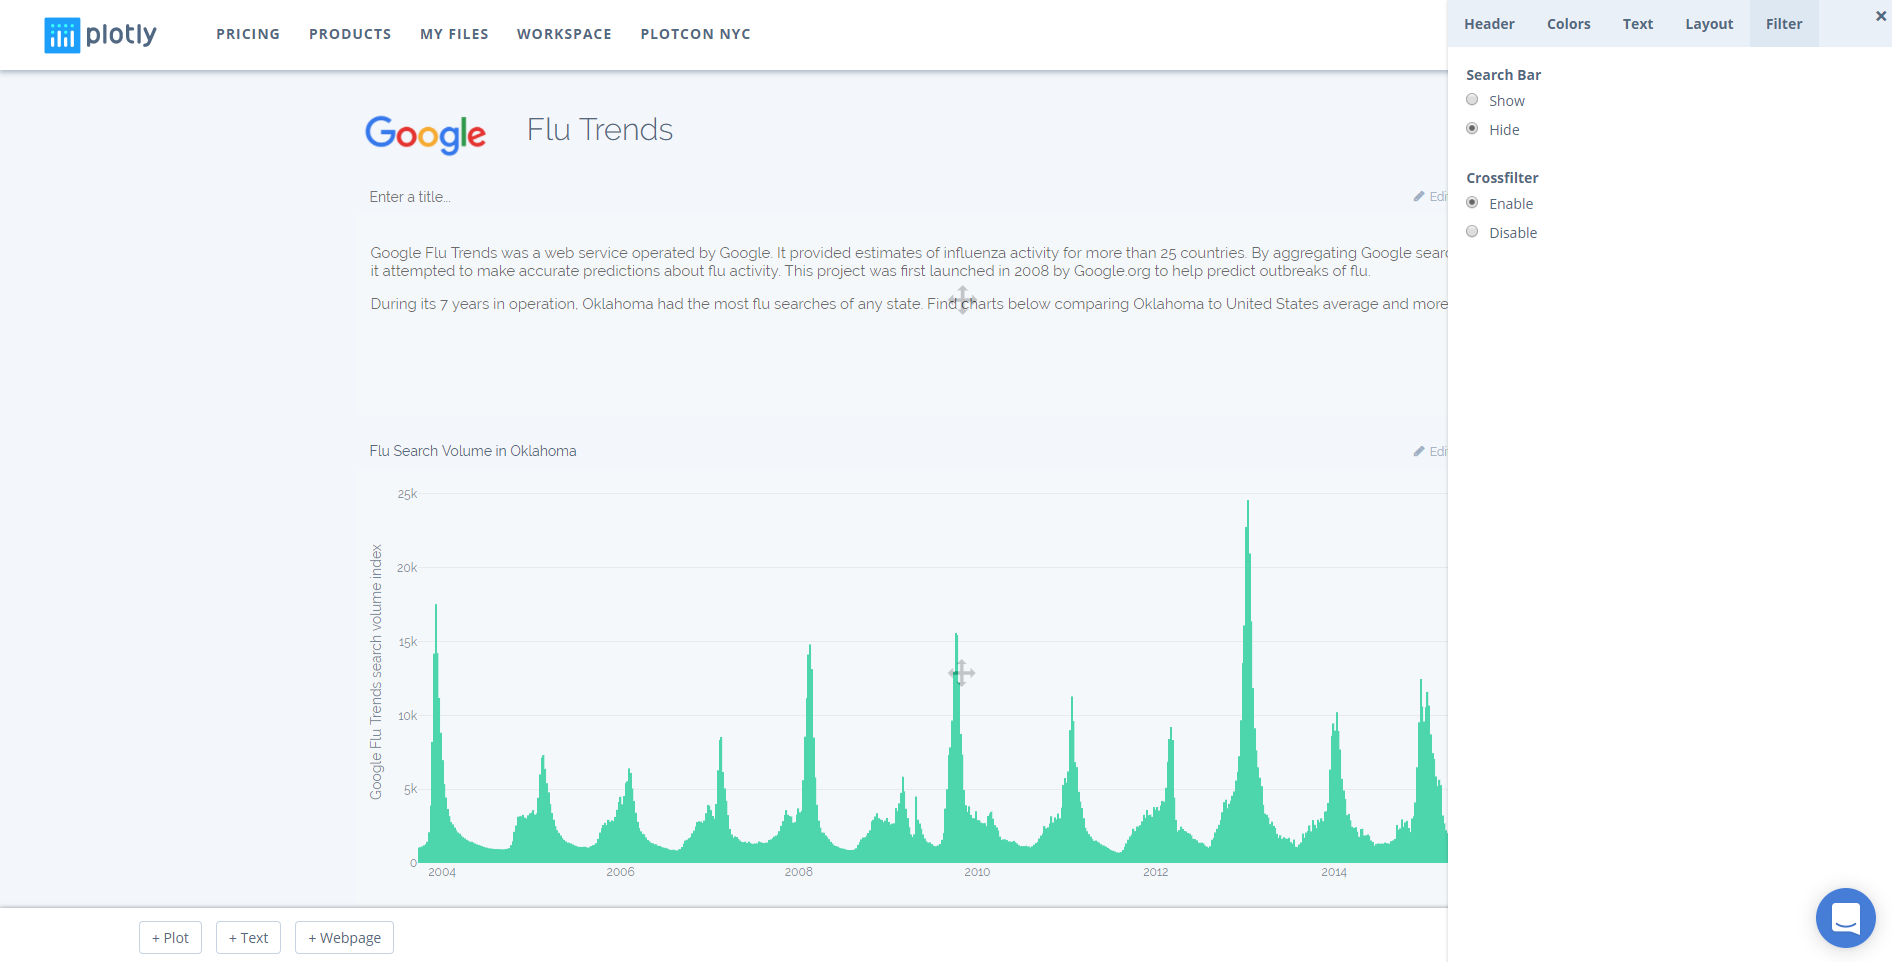 plotly
PRICING PRODUCTS MY FILES WORKSPACE PLOTCON NYC
Header Colors Text Layout Filter
Search Bar
Show
Hide
Crossfilter
Enable
Disable
Google Flu Trends
Enter a title...
Edi
Google Flu Trends was a web service operated by Google. It provided estimates of influenza activity for more than 25 countries. By aggregating Google searc
it attempted to make accurate predictions about flu activity. This project was first launched in 2008 by Google.org to help predict outbreaks of flu.
During its 7 years in operation, Oklahoma had the most flu searches of any state. Find charts below comparing Oklahoma to United States average and more
Flu Search Volume in Oklahoma
Edi
Google Flu Trends search volume index
25k
20k
15k
10k
5k
0
2004 2006 2008 2010 2012 2014
+ Plot + Text + Webpage